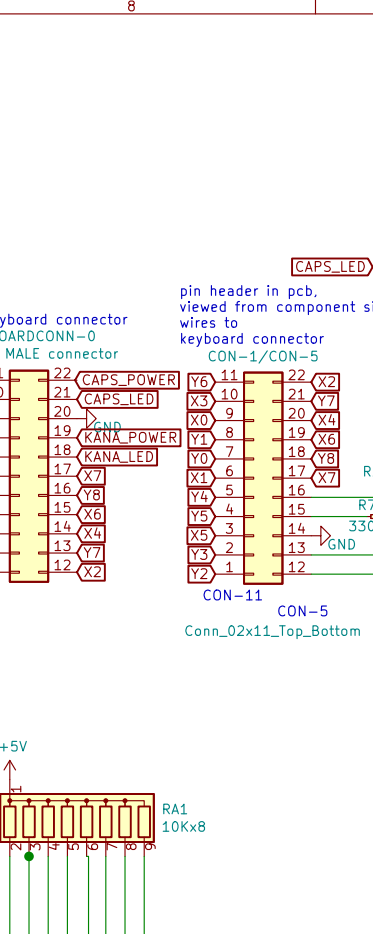 8
CAPS_LED
pin header in pcb,
viewed from component si
wires to
keyboard connector
CON-1/CON-5
yboard connector
OARDCONN-0
MALE connector
22 CAPS_POWER
21 CAPS_LED
20 GND
19 KANA_POWER
18 KANA_LED
17 X7
16 Y8
15 X6
14 X4
13 Y7
12 X2
Y6 11 22 X2
X3 10 21 Y7
X0 9 20 X4
Y1 8 19 X6
Y0 7 18 Y8
X1 6 17 X7
Y4 5 16
Y5 4 15
X5 3 14 GND
Y3 2 13
Y2 1 12
R
R7
330
CON-11
CON-5
Conn_02x11_Top_Bottom
+5V
1
RA1
10Kx8
2 3 4 5 6 7 8 9